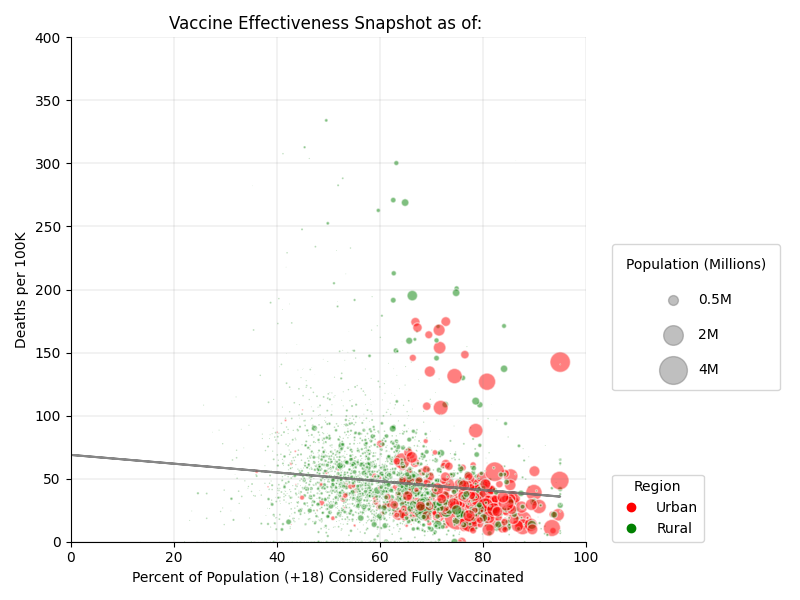 Vaccine Effectiveness Snapshot as of:
400
350
300
250
200
150
100
50
0
Deaths per 100K
0 20 40 60 80 100
Percent of Population (+18) Considered Fully Vaccinated
Population (Millions)
0.5M
2M
4M
Region
Urban
Rural